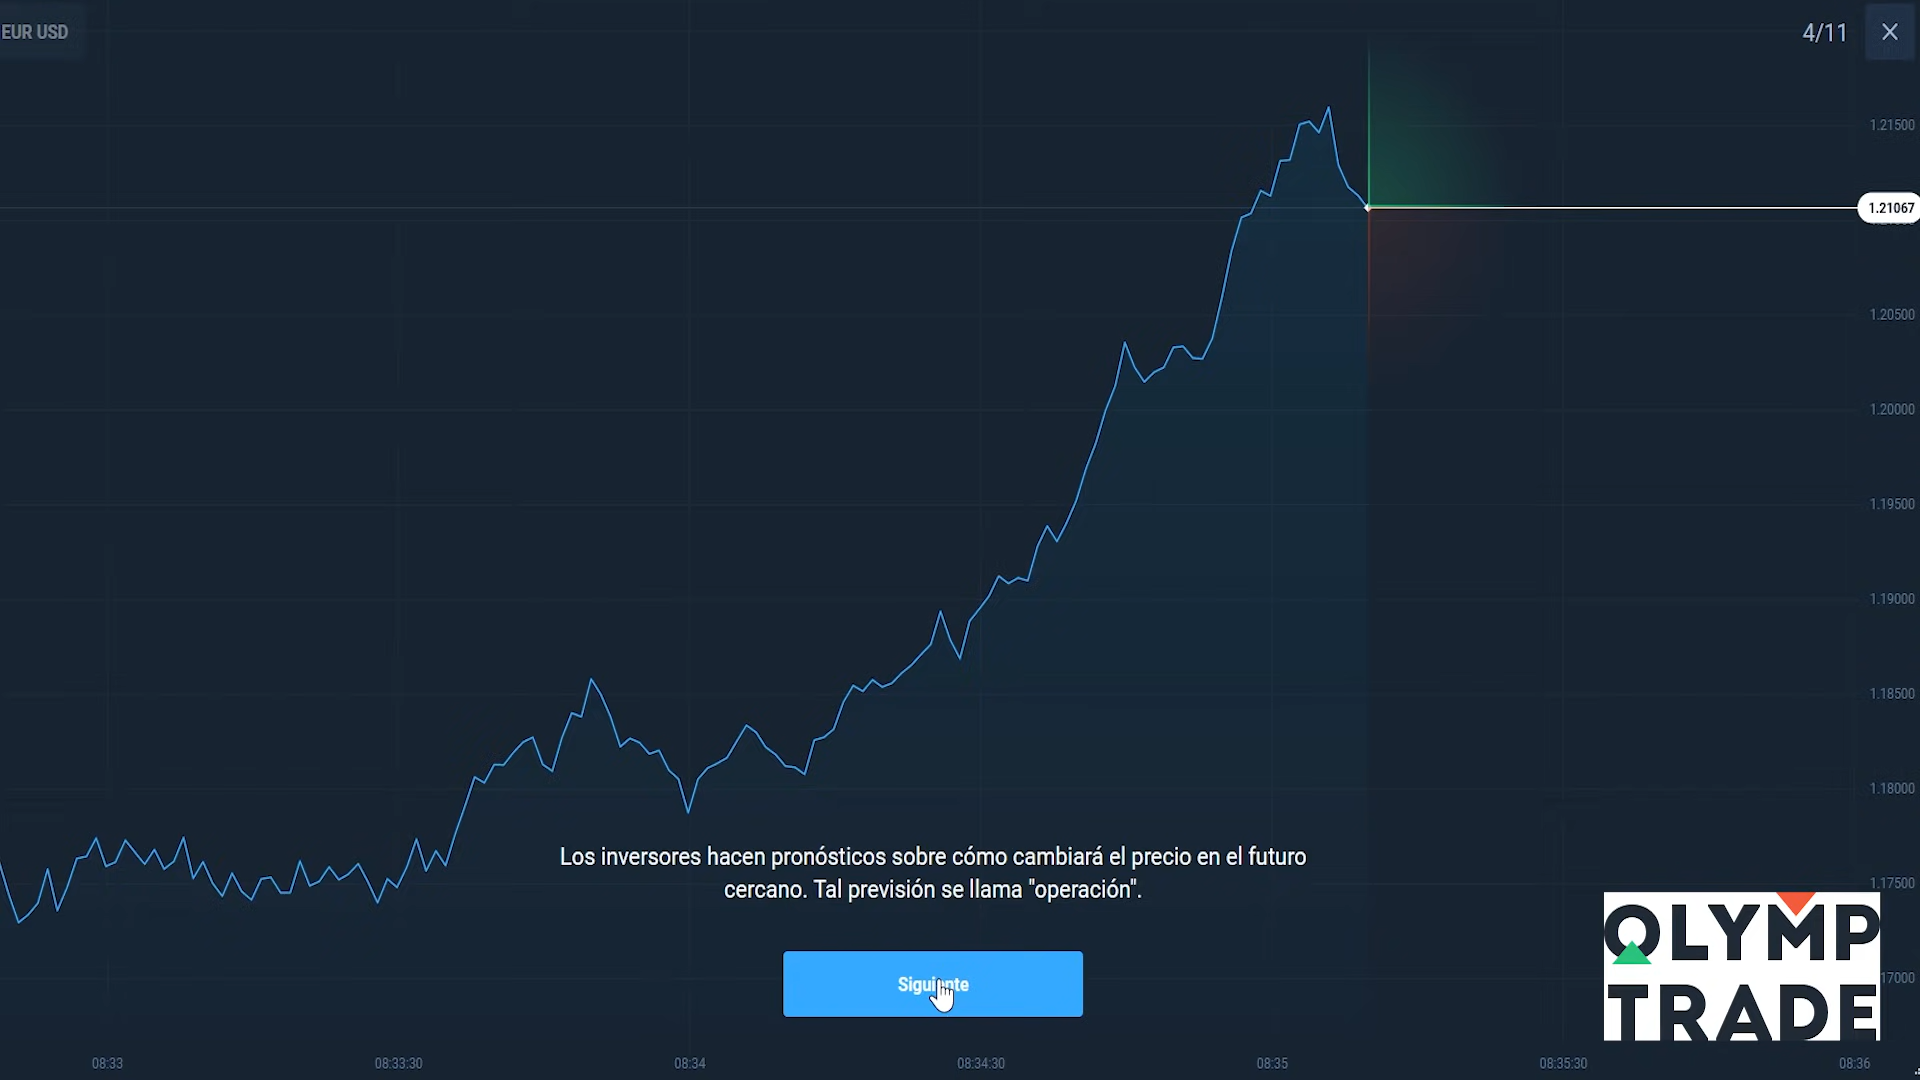 EUR USD
4/11
1.21500
1.21067
1.20500
1.20000
1.19500
1.19000
1.18500
1.18000
Los inversores hacen pronósticos sobre cómo cambiará el precio en el futuro
cercano. Tal previsión se llama "operación".
1.17500
Siguiente
OLYMP
TRADE
08:33
08:33:30
08:34
08:34:30
08:35
08:35:30
08:36